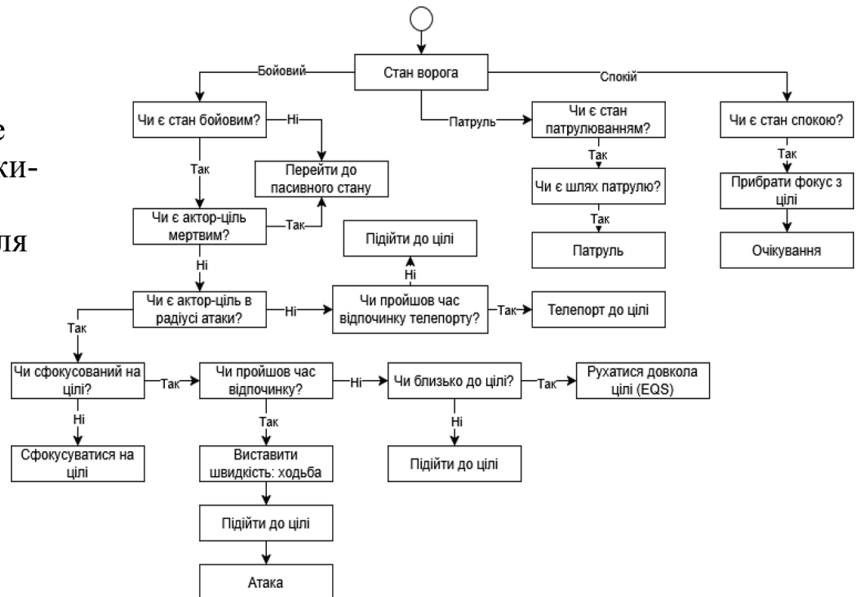 е
ки-
ля
Стан ворога
Бойовий
Патруль
Спокій
Чи є стан бойовим?
Ні
Так
Перейти до
пасивного стану
Чи є актор-ціль
мертвим?
Так
Ні
Чи є актор-ціль в
радіусі атаки?
Ні
Так
Чи пройшов час
відпочинку телепорту?
Ні
Підійти до цілі
Так
Телепорт до цілі
Чи є стан
патрулюванням?
Так
Чи є шлях патрулю?
Так
Патруль
Чи є стан спокою?
Так
Прибрати фокус з
цілі
Очікування
Чи сфокусований на
цілі?
Так
Ні
Сфокусуватися на
цілі
Чи пройшов час
відпочинку?
Ні
Так
Виставити
швидкість: ходьба
Підійти до цілі
Атака
Чи близько до цілі?
Так
Ні
Підійти до цілі
Рухатися довкола
цілі (EQS)